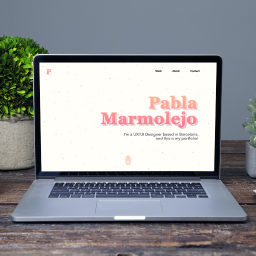 P
Work About Contact
Pabla
Marmolejo
I'm a UX/UI Designer based in Barcelona,
and this is my portfolio!